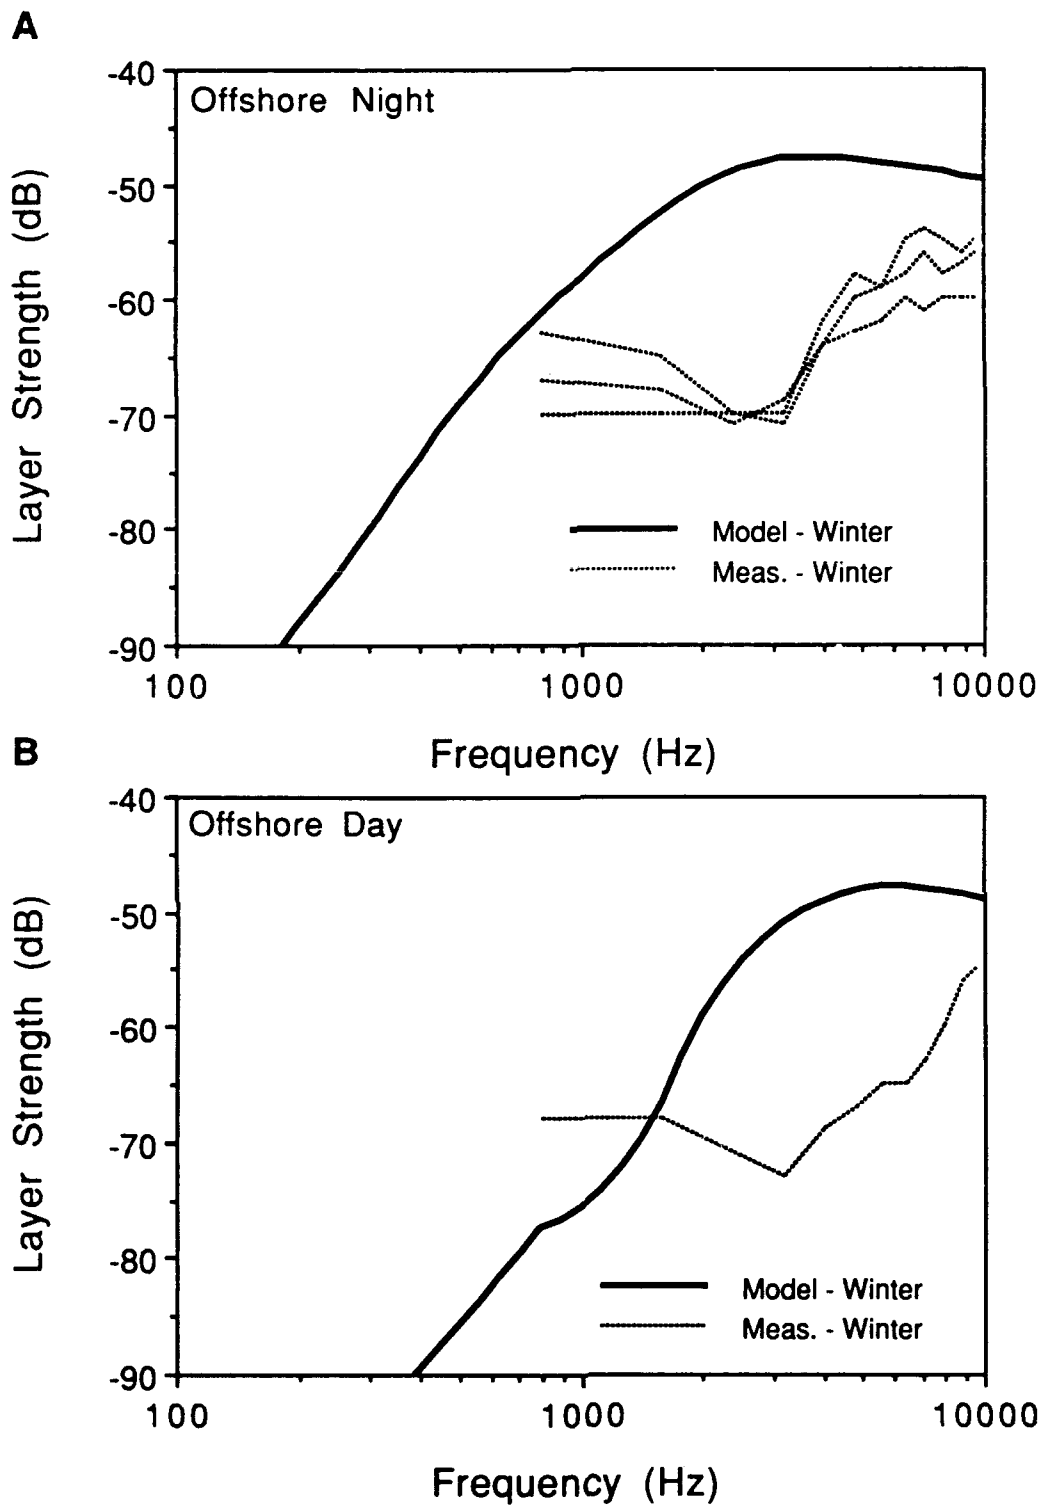 A
-40
Offshore Night
-50
-60
-70
-80
-90
Layer Strength (dB)
Model - Winter
Meas. - Winter
100
1000
10000
Frequency (Hz)
B
-40
Offshore Day
-50
-60
-70
-80
-90
Layer Strength (dB)
Model - Winter
Meas. - Winter
100
1000
10000
Frequency (Hz)